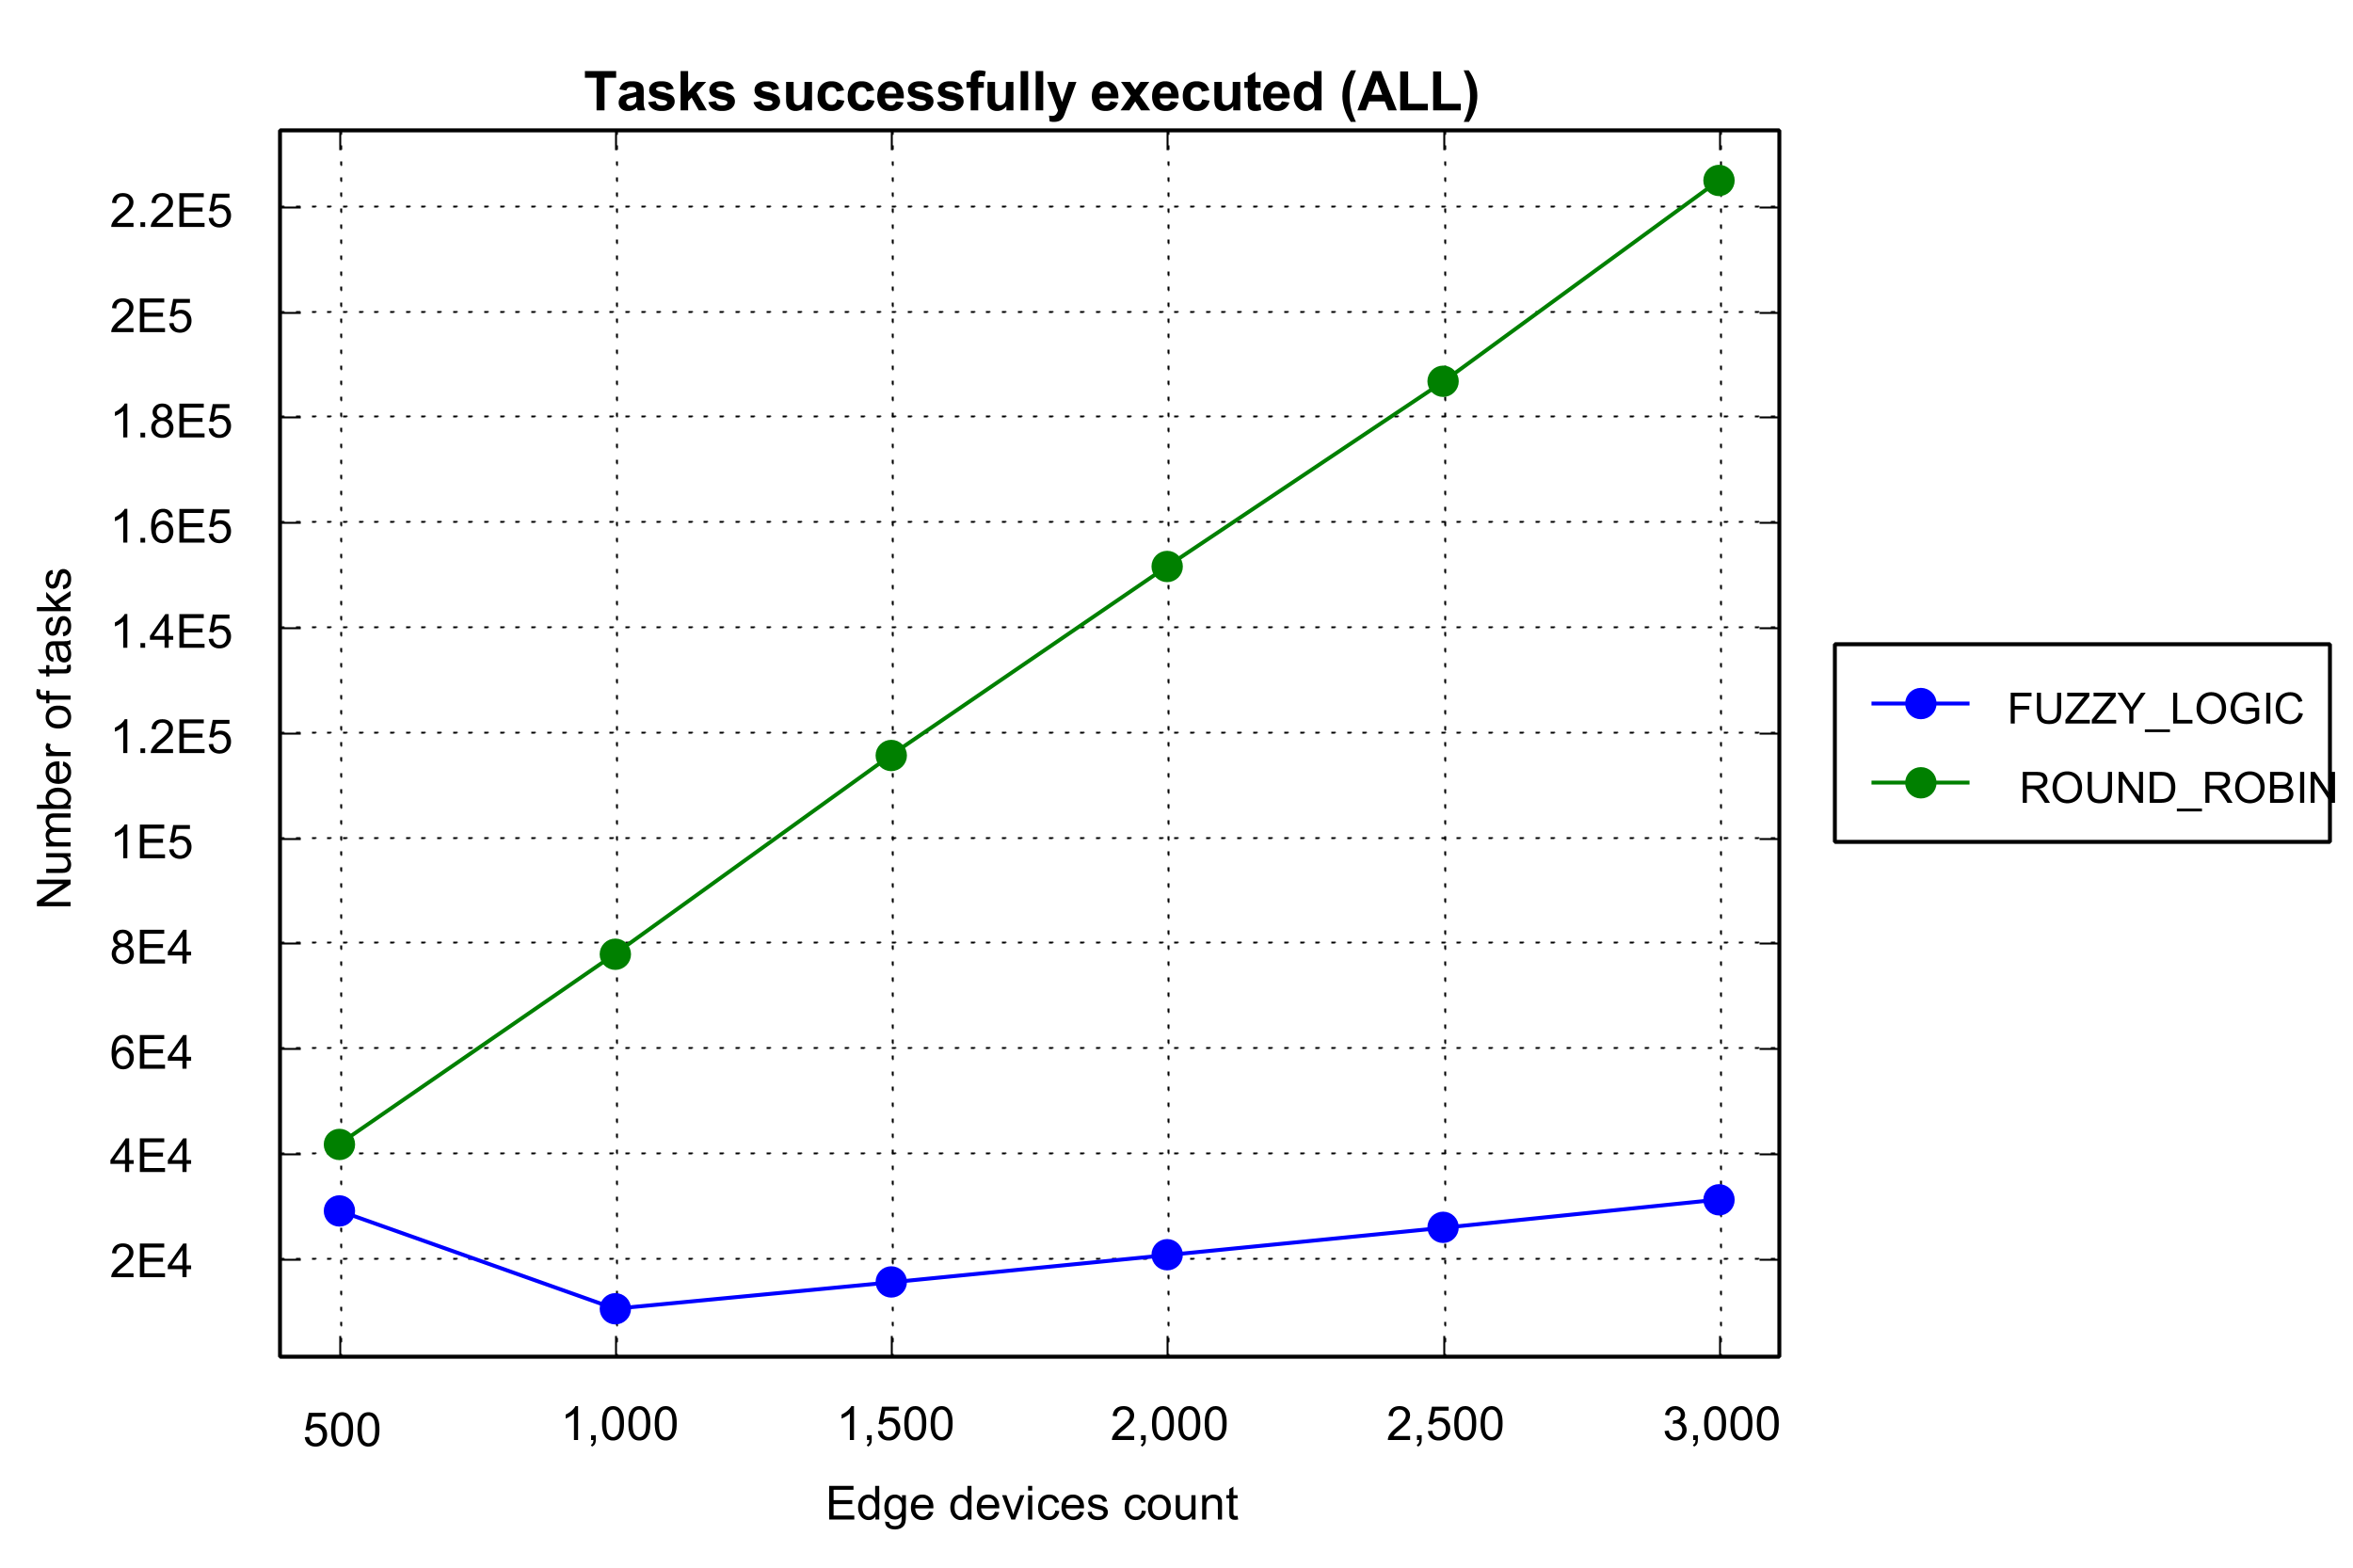 Tasks successfully executed (ALL)
2.2E5
2E5
1.8E5
1.6E5
1.4E5
1.2E5
1E5
8E4
6E4
4E4
2E4
Number of tasks
500 1,000 1,500 2,000 2,500 3,000
Edge devices count
FUZZY_LOGIC
ROUND_ROBIN